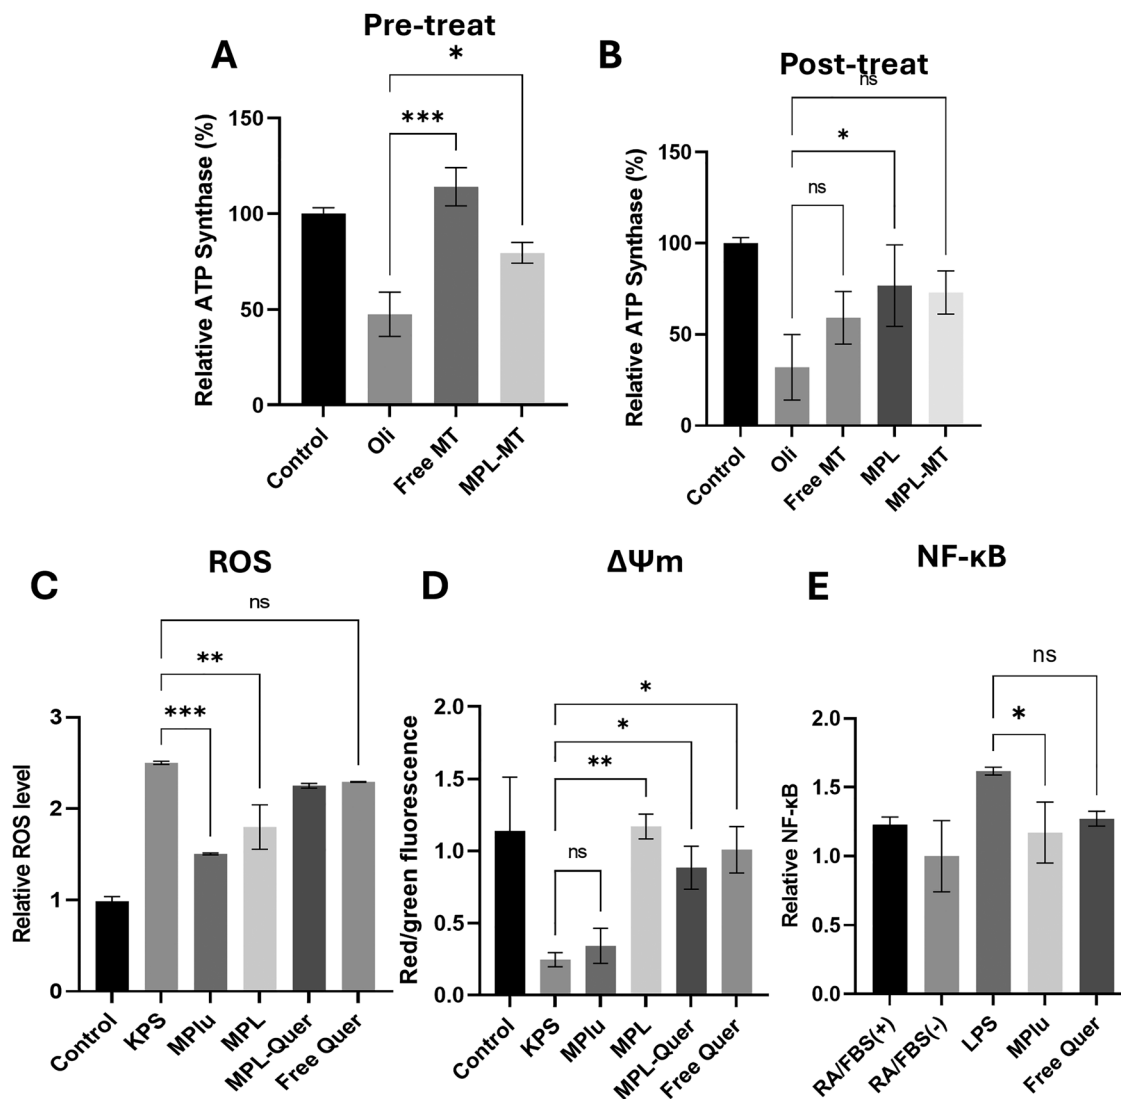 A
Pre-treat
*
***
Relative ATP Synthase (%)
150
100
50
0
Control
Oli
Free MT
MPL-MT
B
Post-treat
ns
*
ns
Relative ATP Synthase (%)
150
100
50
0
Control
Oli
Free MT
MPL
MPL-MT
C
ROS
ns
**
***
Relative ROS level
3
2
1
0
Control
KPS
MPlu
MPL
MPL-Quer
Free Quer
D
ΔΨm
*
*
**
ns
Red/green fluorescence
2.0
1.5
1.0
0.5
0.0
Control
KPS
MPlu
MPL
MPL-Quer
Free Quer
E
NF-κB
ns
*
Relative NF-κB
2.0
1.5
1.0
0.5
0.0
RA/FBS(+)
RA/FBS(-)
LPS
MPlu
Free Quer